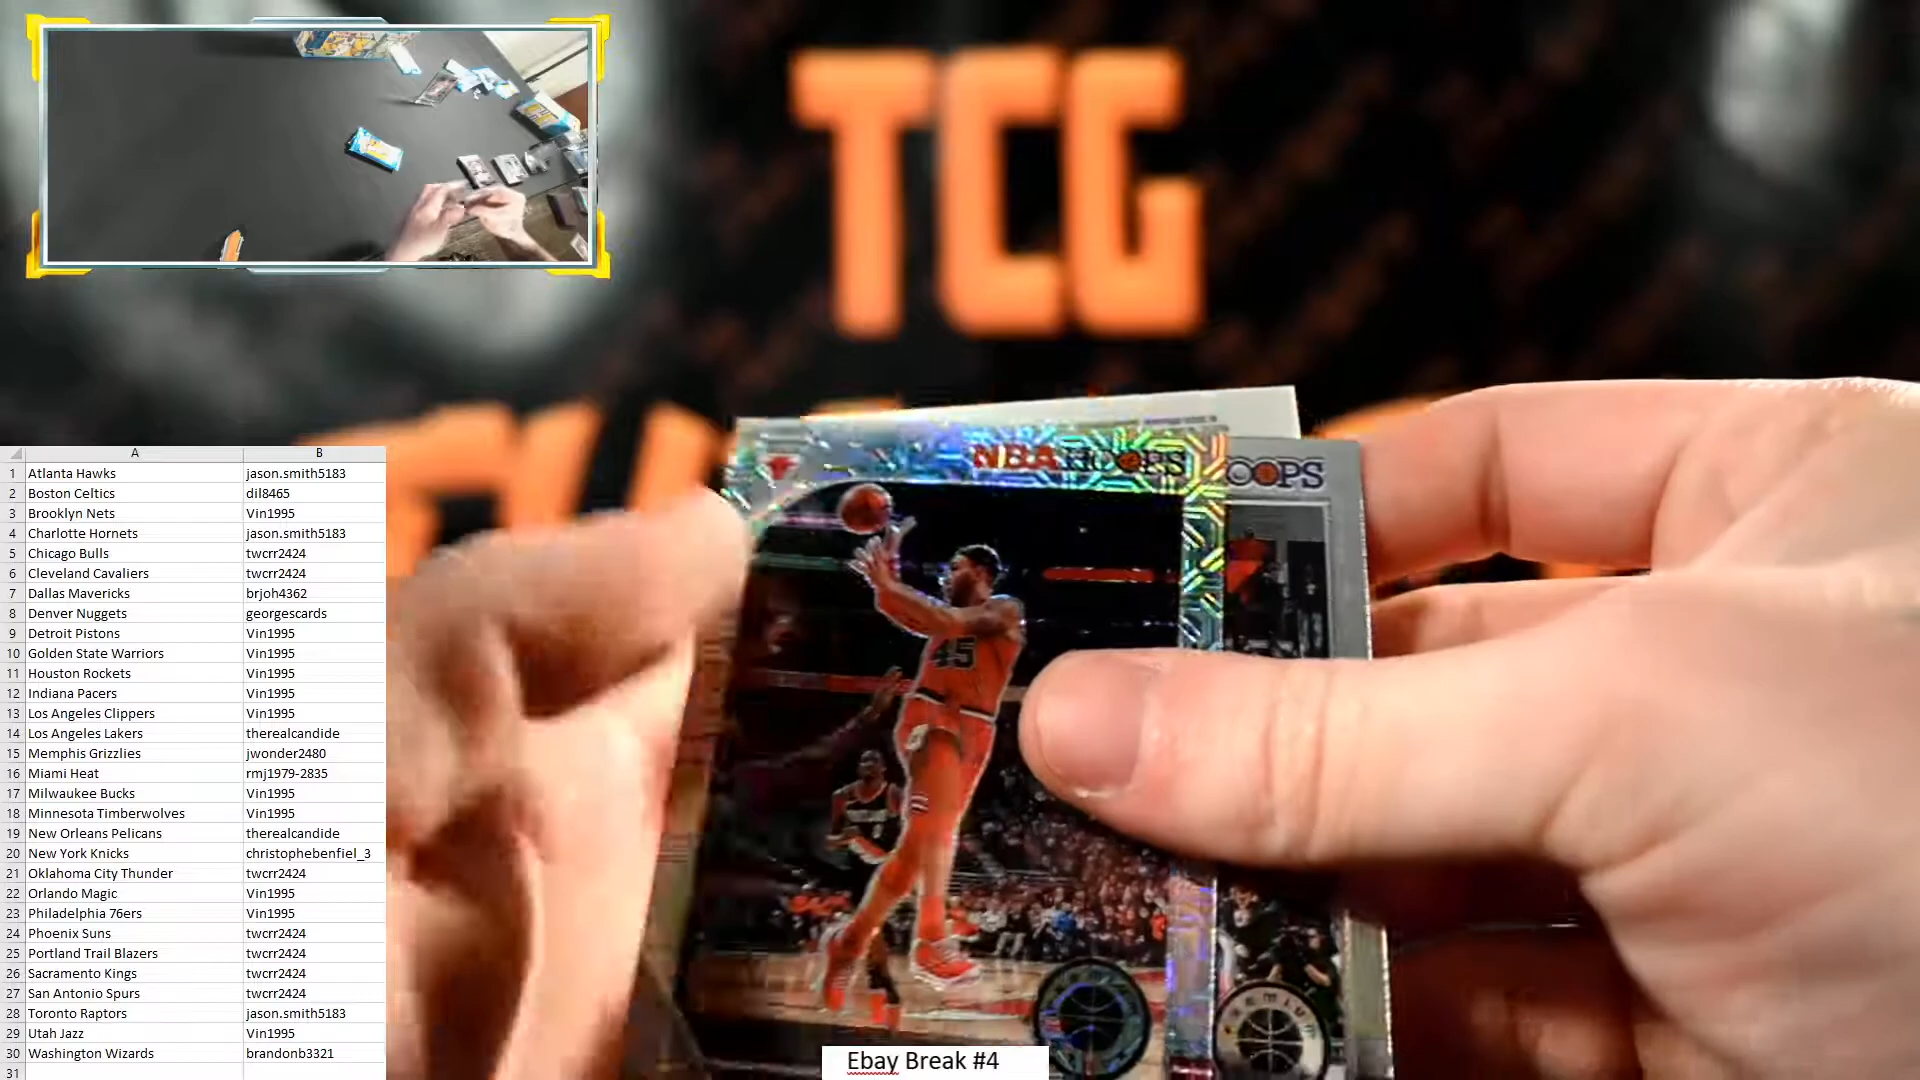 TCG
NBA HOOPS
OOPS
45
A B
1 Atlanta Hawks jason.smith5183
2 Boston Celtics dil8465
3 Brooklyn Nets Vin1995
4 Charlotte Hornets jason.smith5183
5 Chicago Bulls twcrr2424
6 Cleveland Cavaliers twcrr2424
7 Dallas Mavericks brjoh4362
8 Denver Nuggets georgescards
9 Detroit Pistons Vin1995
10 Golden State Warriors Vin1995
11 Houston Rockets Vin1995
12 Indiana Pacers Vin1995
13 Los Angeles Clippers Vin1995
14 Los Angeles Lakers therealcandide
15 Memphis Grizzlies jwonder2480
16 Miami Heat rmj1979-2835
17 Milwaukee Bucks Vin1995
18 Minnesota Timberwolves Vin1995
19 New Orleans Pelicans therealcandide
20 New York Knicks christophebenfiel_3
21 Oklahoma City Thunder twcrr2424
22 Orlando Magic Vin1995
23 Philadelphia 76ers Vin1995
24 Phoenix Suns twcrr2424
25 Portland Trail Blazers twcrr2424
26 Sacramento Kings twcrr2424
27 San Antonio Spurs twcrr2424
28 Toronto Raptors jason.smith5183
29 Utah Jazz Vin1995
30 Washington Wizards brandonb3321
31
Ebay Break #4